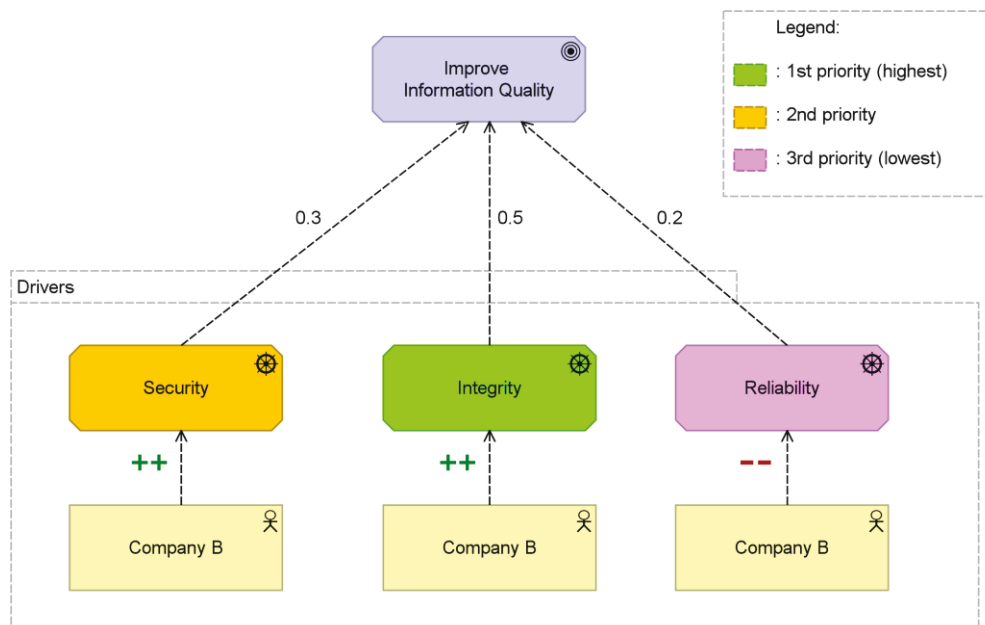 Legend:
: 1st priority (highest)
: 2nd priority
: 3rd priority (lowest)
Improve
Information Quality
0.3
0.5
0.2
Drivers
Security
Integrity
Reliability
++
++
--
Company B
Company B
Company B